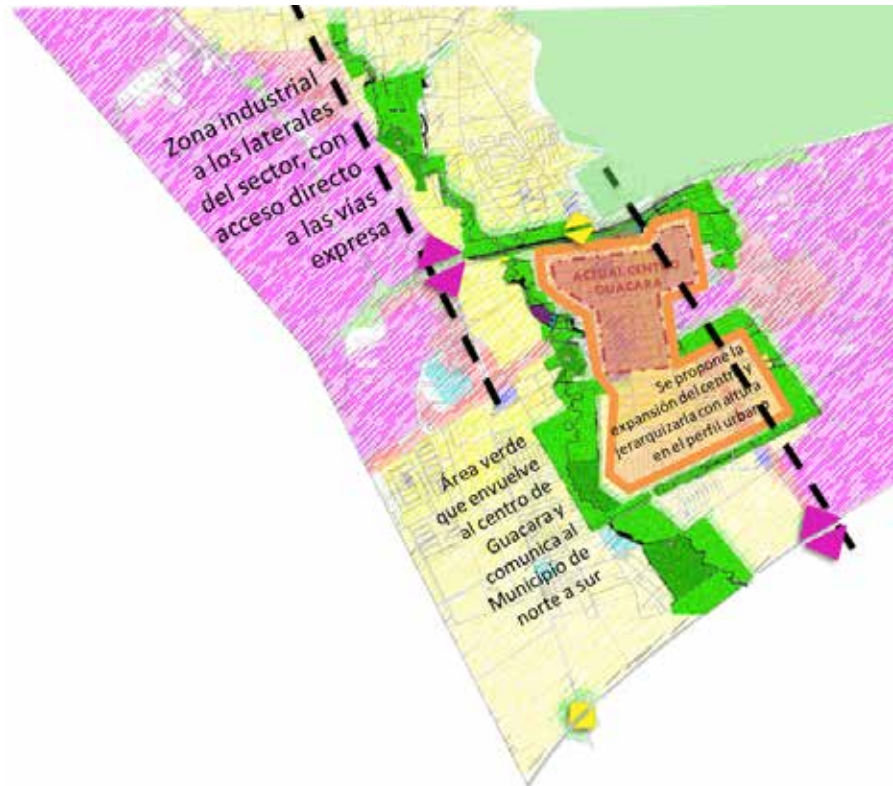 Zona industrial
a los laterales
del sector, con
acceso directo
a las vías
expresa
ACTUAL CENTRO
GUACARA
Se propone la
expansión del centro y
jerarquizarla con altura
en el perfil urbano
Área verde
que envuelve
al centro de
Guacara y
comunica al
Municipio de
norte a sur